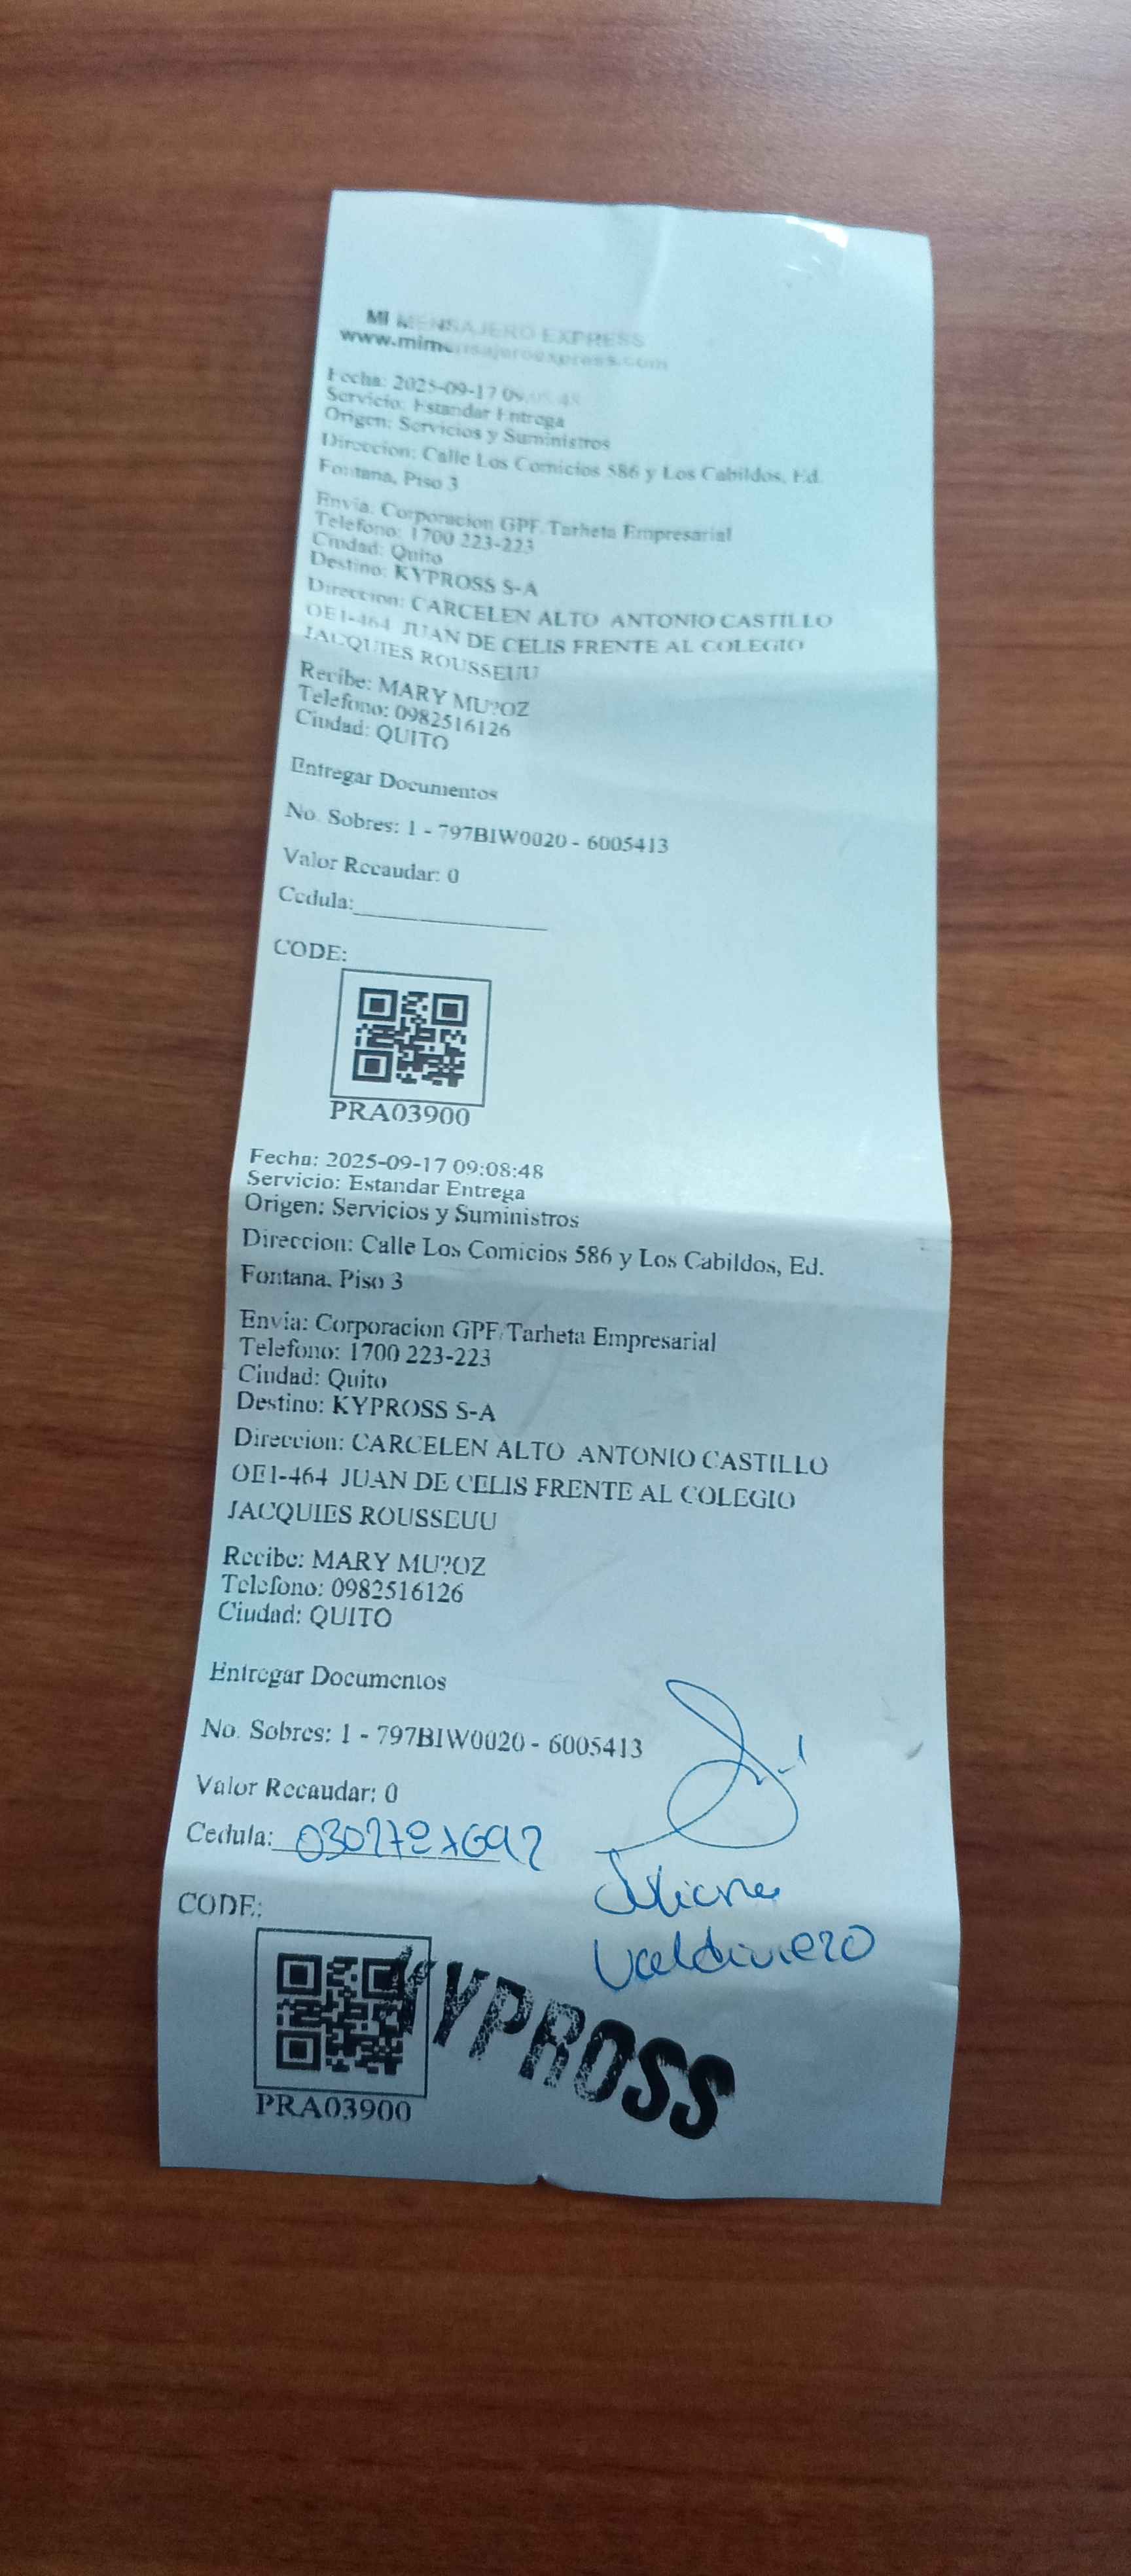 MI MENSAJERO EXPRESS
www.mimensajeroexpress.com
Fecha: 2025-09-17
Servicio: Estandar Entrega
Origen: Servicios y Suministros
Direccion: Calle Los Comicios 586 y Los Cabildos, Ed.
Fontana, Piso 3
Envia: Corporacion GPF/Tarheta Empresarial
Telefono: 1700 223-223
Ciudad: Quito
Destino: KYPROSS S-A
Direccion: CARCELEN ALTO ANTONIO CASTILLO
OE1-464 JUAN DE CELIS FRENTE AL COLEGIO
JACQUIES ROUSSEUU
Recibe: MARY MU?OZ
Telefono: 0982516126
Ciudad: QUITO
Entregar Documentos
No. Sobres: 1 - 797BIW0020 - 6005413
Valor Recaudar: 0
Cedula:
CODE:
PRA03900
Fecha: 2025-09-17 09:08:48
Servicio: Estandar Entrega
Origen: Servicios y Suministros
Direccion: Calle Los Comicios 586 y Los Cabildos, Ed.
Fontana, Piso 3
Envia: Corporacion GPF/Tarheta Empresarial
Telefono: 1700 223-223
Ciudad: Quito
Destino: KYPROSS S-A
Direccion: CARCELEN ALTO ANTONIO CASTILLO
OE1-464 JUAN DE CELIS FRENTE AL COLEGIO
JACQUIES ROUSSEUU
Recibe: MARY MU?OZ
Telefono: 0982516126
Ciudad: QUITO
Entregar Documentos
No. Sobres: 1 - 797BIW0020 - 6005413
Valor Recaudar: 0
Cedula:
Juliana
Valdiviezo
CODE:
KYPROSS
PRA03900